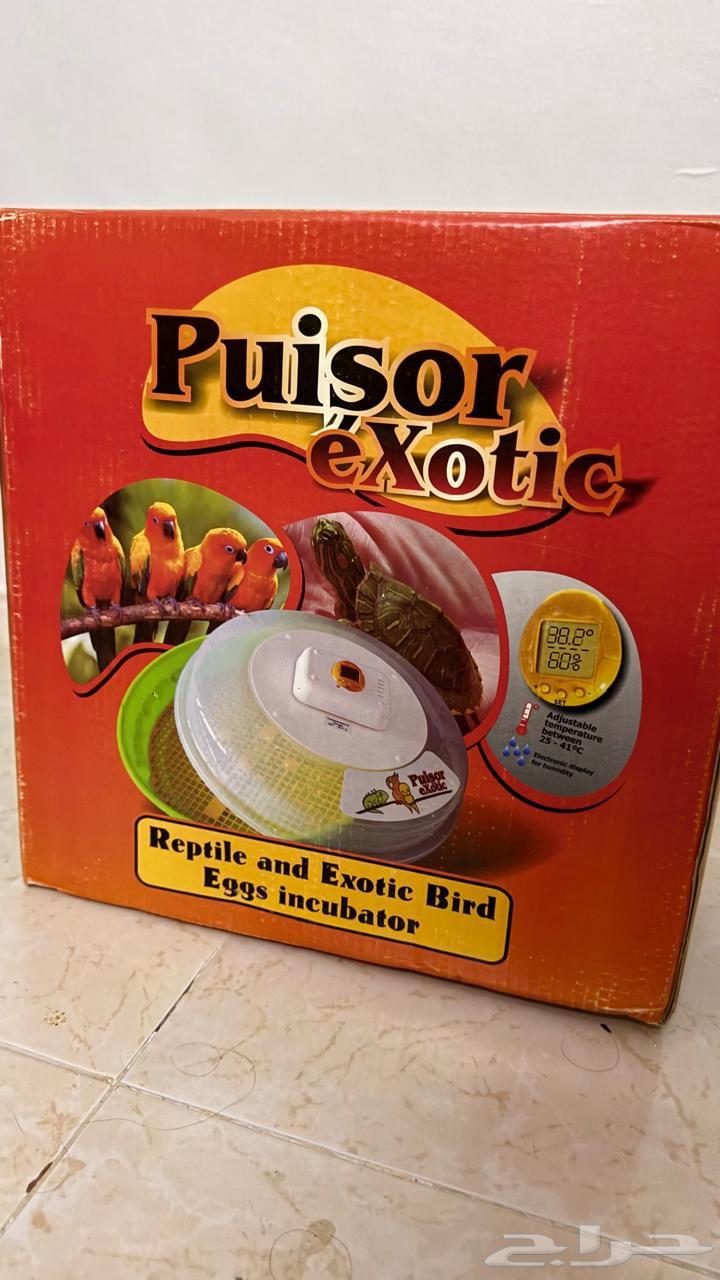 Puisor
éXotic
38.2°
60%
SET
Adjustable
temperature
between
25 - 41ºC
Electronic display
for humidity
Puisor
eXotic
Reptile and Exotic Bird
Eggs incubator
حراج